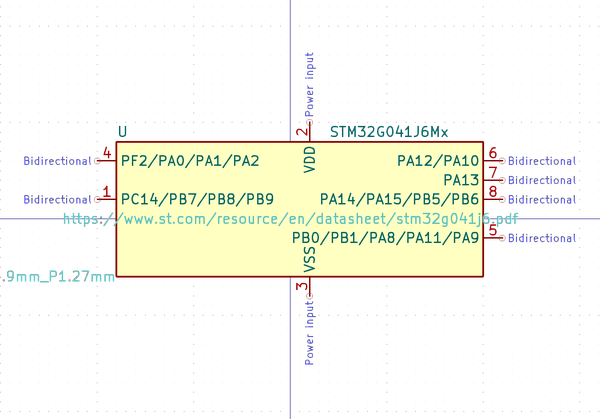 Power input
2
U
STM32G041J6Mx
VDD
Bidirectional 4 PF2/PA0/PA1/PA2
PA12/PA10 6 Bidirectional
PA13 7 Bidirectional
Bidirectional 1 PC14/PB7/PB8/PB9
PA14/PA15/PB5/PB6 8 Bidirectional
https://www.st.com/resource/en/datasheet/stm32g041j6.pdf
PB0/PB1/PA8/PA11/PA9 5 Bidirectional
VSS
.9mm_P1.27mm
3
Power input